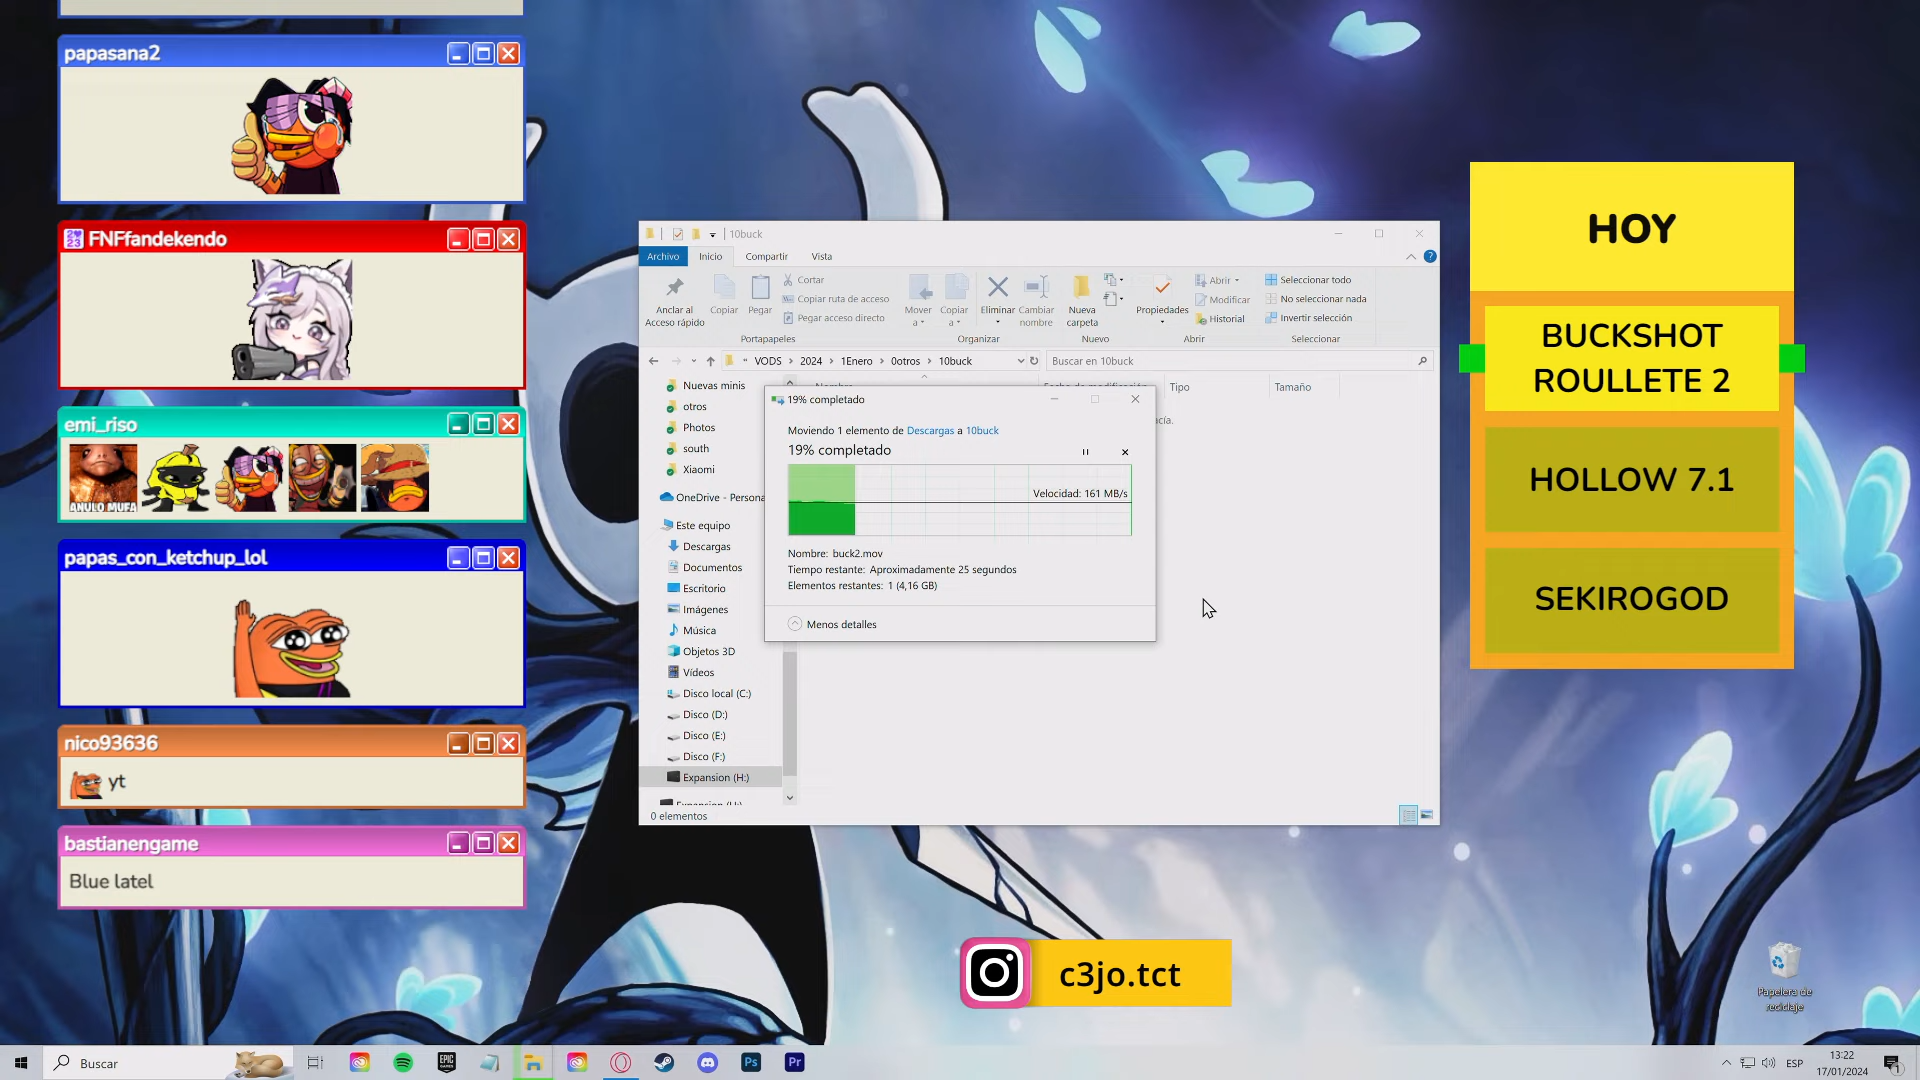 papasana2
FNFfandekendo
emi_riso
ANULO MUFA
papas_con_ketchup_lol
nico93636
yt
bastianengame
Blue latel
10buck
Archivo
Inicio
Compartir
Vista
Anclar al
Acceso rápido
Copiar
Pegar
Cortar
Copiar ruta de acceso
Pegar acceso directo
Portapapeles
Mover
a
Copiar
a
Eliminar
Cambiar
nombre
Organizar
Nueva
carpeta
Nuevo
Propiedades
Abrir
Modificar
Historial
Abrir
Seleccionar todo
No seleccionar nada
Invertir selección
Seleccionar
« VODS > 2024 > 1Enero > 0otros > 10buck
Buscar en 10buck
Tipo
Tamaño
Nuevas minis
otros
Photos
south
Xiaomi
OneDrive - Persona
Este equipo
Descargas
Documentos
Escritorio
Imágenes
Música
Objetos 3D
Vídeos
Disco local (C:)
Disco (D:)
Disco (E:)
Disco (F:)
Expansion (H:)
0 elementos
19% completado
Moviendo 1 elemento de Descargas a 10buck
19% completado
Velocidad: 161 MB/s
Nombre: buck2.mov
Tiempo restante: Aproximadamente 25 segundos
Elementos restantes: 1 (4,16 GB)
Menos detalles
HOY
BUCKSHOT
ROULLETE 2
HOLLOW 7.1
SEKIROGOD
c3jo.tct
Papelera de
reciclaje
Buscar
EPIC
GAMES
Ps
Pr
ESP
13:22
17/01/2024
1